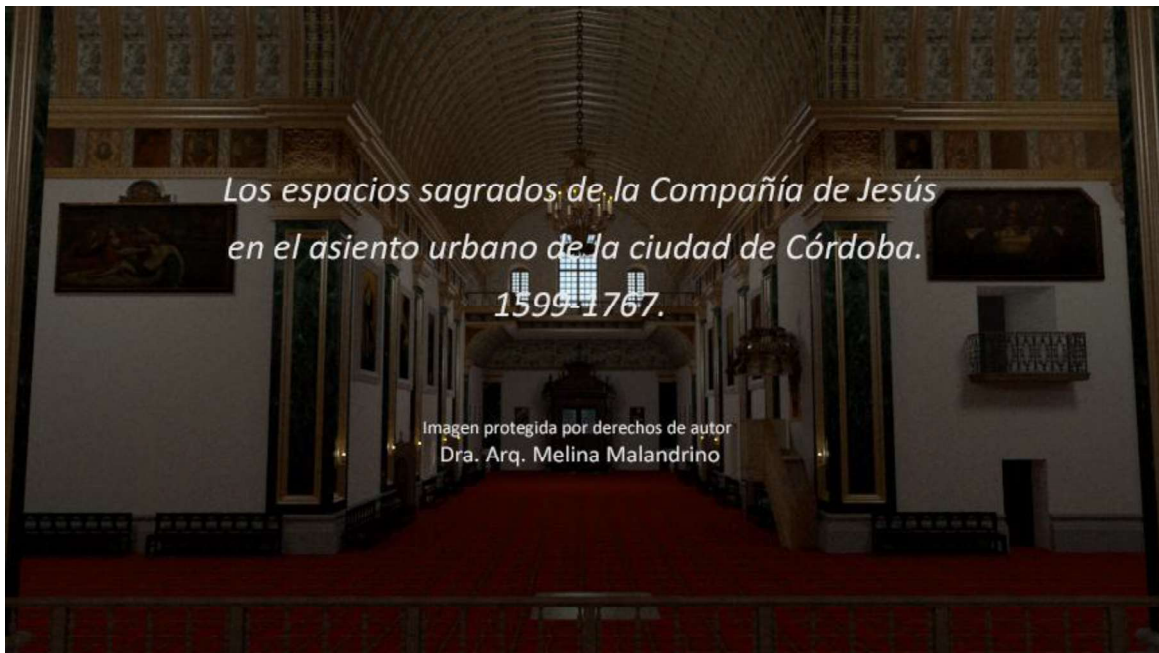 Los espacios sagrados de la Compañía de Jesús
en el asiento urbano de la ciudad de Córdoba.
1599-1767.
Imagen protegida por derechos de autor
Dra. Arq. Melina Malandrino